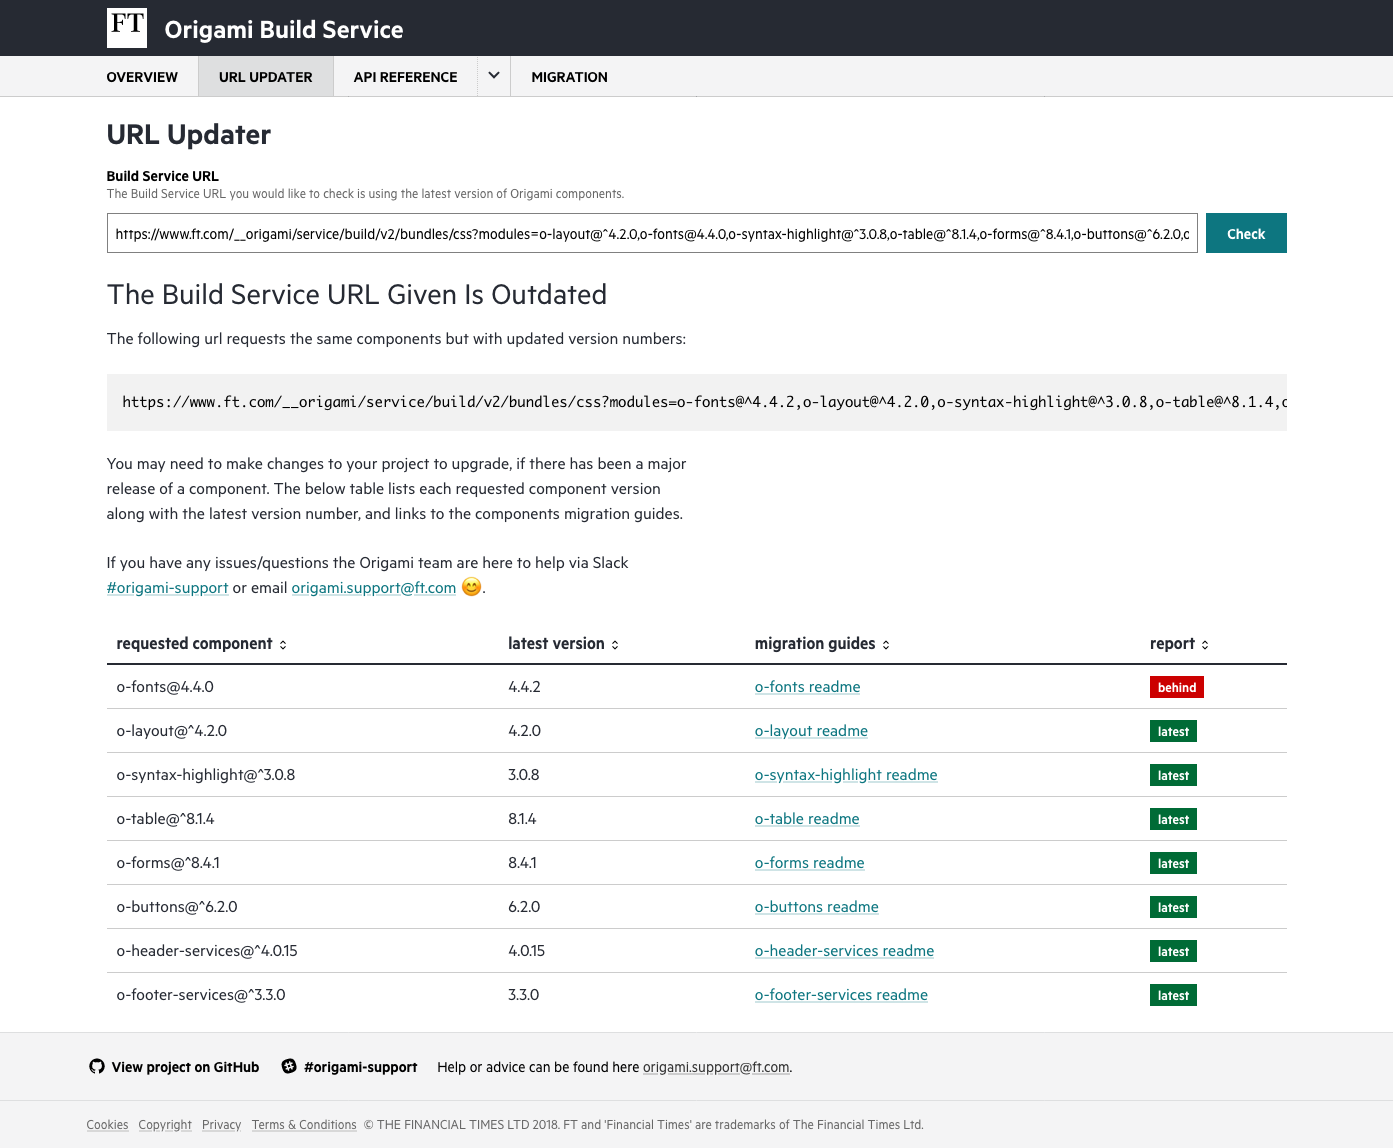 FT Origami Build Service
OVERVIEW URL UPDATER API REFERENCE MIGRATION
URL Updater
Build Service URL
The Build Service URL you would like to check is using the latest version of Origami components.
https://www.ft.com/__origami/service/build/v2/bundles/css?modules=o-layout@^4.2.0,o-fonts@4.4.0,o-syntax-highlight@^3.0.8,o-table@^8.1.4,o-forms@^8.4.1,o-buttons@^6.2.0,o Check
The Build Service URL Given Is Outdated
The following url requests the same components but with updated version numbers:
https://www.ft.com/__origami/service/build/v2/bundles/css?modules=o-fonts@^4.4.2,o-layout@^4.2.0,o-syntax-highlight@^3.0.8,o-table@^8.1.4,o
You may need to make changes to your project to upgrade, if there has been a major
release of a component. The below table lists each requested component version
along with the latest version number, and links to the components migration guides.
If you have any issues/questions the Origami team are here to help via Slack
#origami-support or email origami.support@ft.com 😊.
requested component latest version migration guides report
o-fonts@4.4.0 4.4.2 o-fonts readme behind
o-layout@^4.2.0 4.2.0 o-layout readme latest
o-syntax-highlight@^3.0.8 3.0.8 o-syntax-highlight readme latest
o-table@^8.1.4 8.1.4 o-table readme latest
o-forms@^8.4.1 8.4.1 o-forms readme latest
o-buttons@^6.2.0 6.2.0 o-buttons readme latest
o-header-services@^4.0.15 4.0.15 o-header-services readme latest
o-footer-services@^3.3.0 3.3.0 o-footer-services readme latest
View project on GitHub #origami-support Help or advice can be found here origami.support@ft.com.
Cookies Copyright Privacy Terms & Conditions © THE FINANCIAL TIMES LTD 2018. FT and 'Financial Times' are trademarks of The Financial Times Ltd.